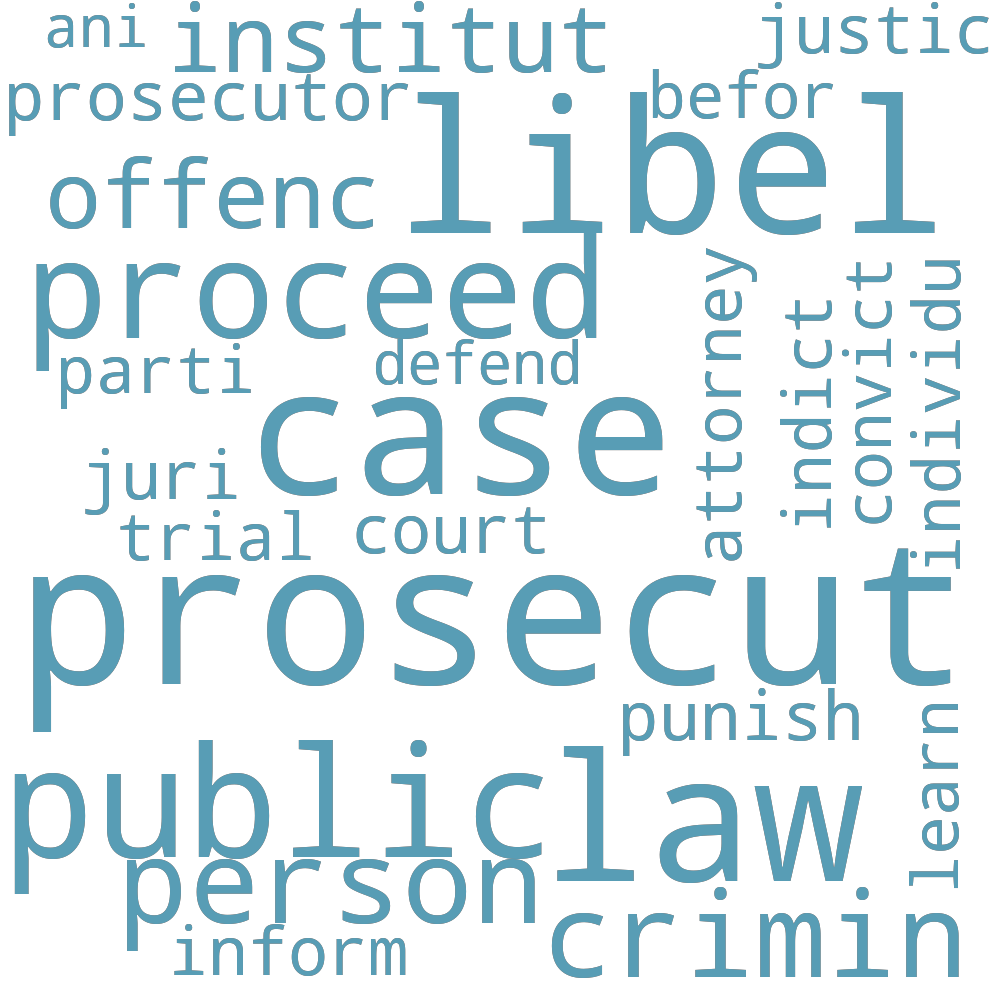 ani
institut
justic
prosecutor
befor
libel
offenc
proceed
attorney
indict
convict
individu
parti
defend
case
juri
trial
court
prosecut
punish
learn
public
law
person
crimin
inform